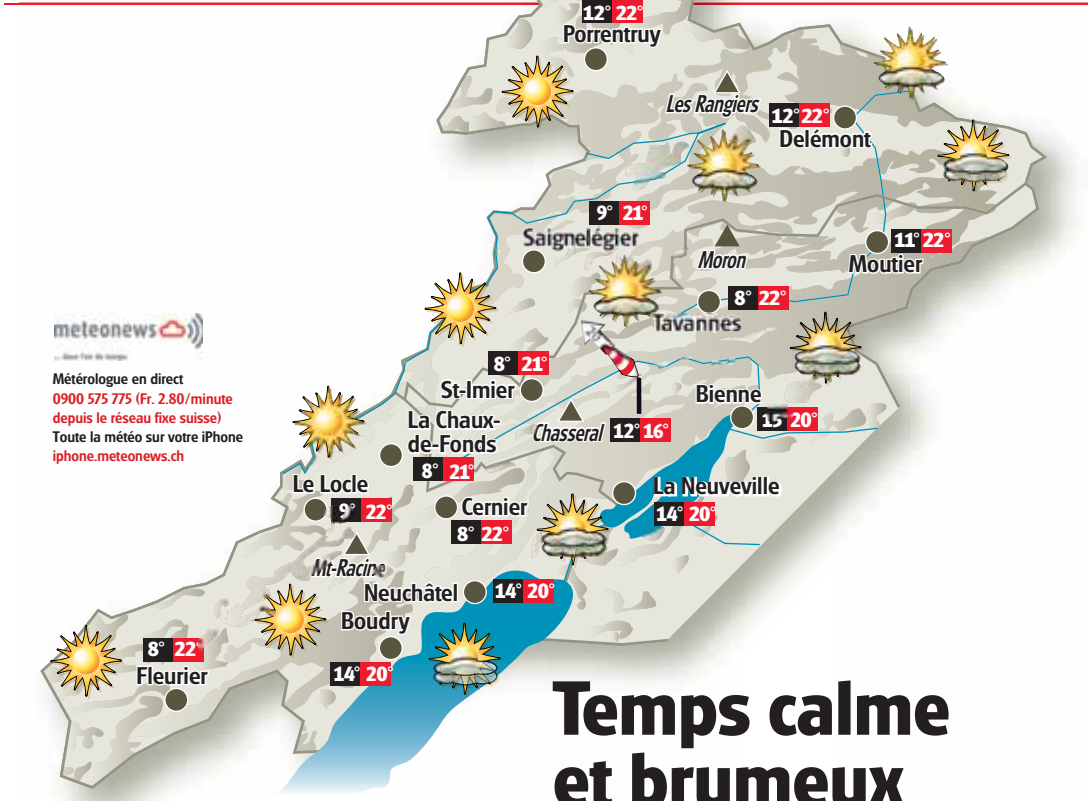 12° 22°
Porrentruy
Les Rangiers
12° 22°
Delémont
9° 21°
Saignelégier
Moron
11° 22°
Moutier
8° 22°
Tavannes
meteonews
Météorologue en direct
0900 575 775 (Fr. 2.80/minute
depuis le réseau fixe suisse)
Toute la météo sur votre iPhone
iphone.meteonews.ch
8° 21°
St-Imier
Bienne
15° 20°
La Chaux-
de-Fonds
8° 21°
Chasseral
12° 16°
Le Locle
9° 22°
Cernier
8° 22°
La Neuveville
14° 20°
Mt-Racine
Neuchâtel
14° 20°
Boudry
14° 20°
8° 22°
Fleurier
Temps calme
et brumeux